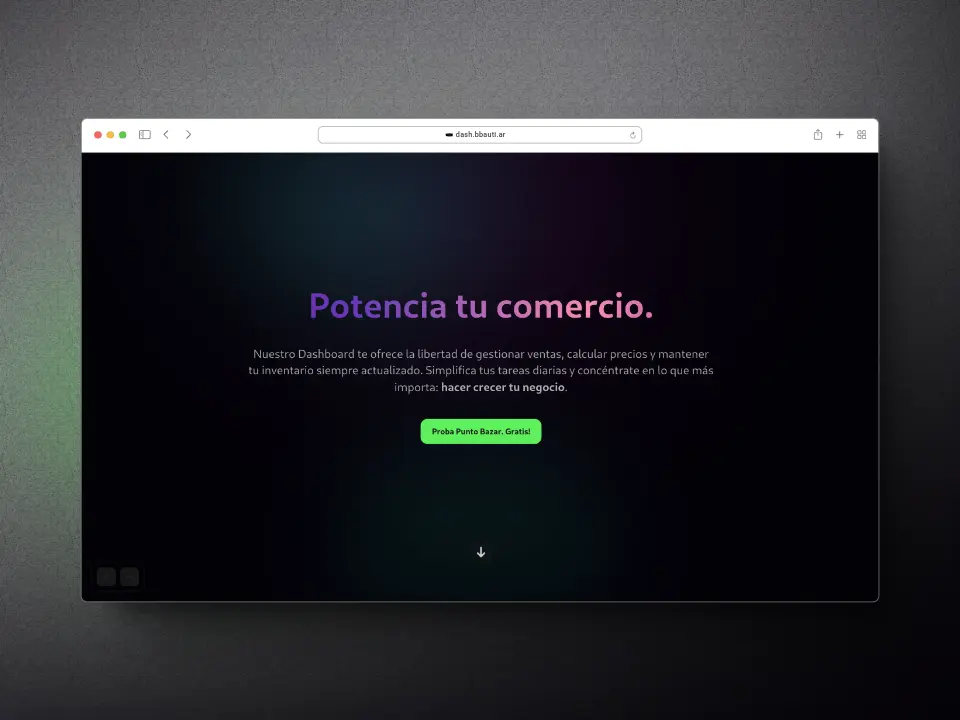 dash.bbauti.ar
Potencia tu comercio.
Nuestro Dashboard te ofrece la libertad de gestionar ventas, calcular precios y mantener
tu inventario siempre actualizado. Simplifica tus tareas diarias y concéntrate en lo que más
importa: hacer crecer tu negocio.
Proba Punto Bazar. Gratis!